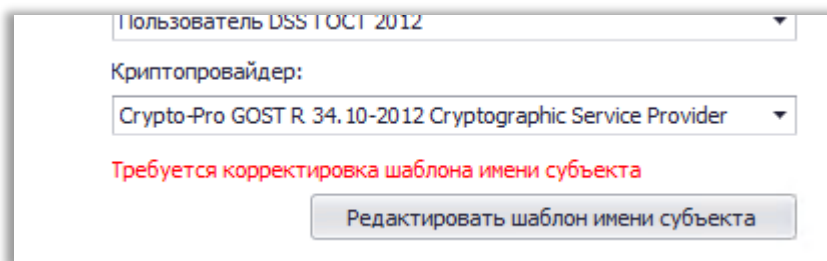 Пользователь DSS ГОСТ 2012
Криптопровайдер:
Crypto-Pro GOST R 34.10-2012 Cryptographic Service Provider
Требуется корректировка шаблона имени субъекта
Редактировать шаблон имени субъекта